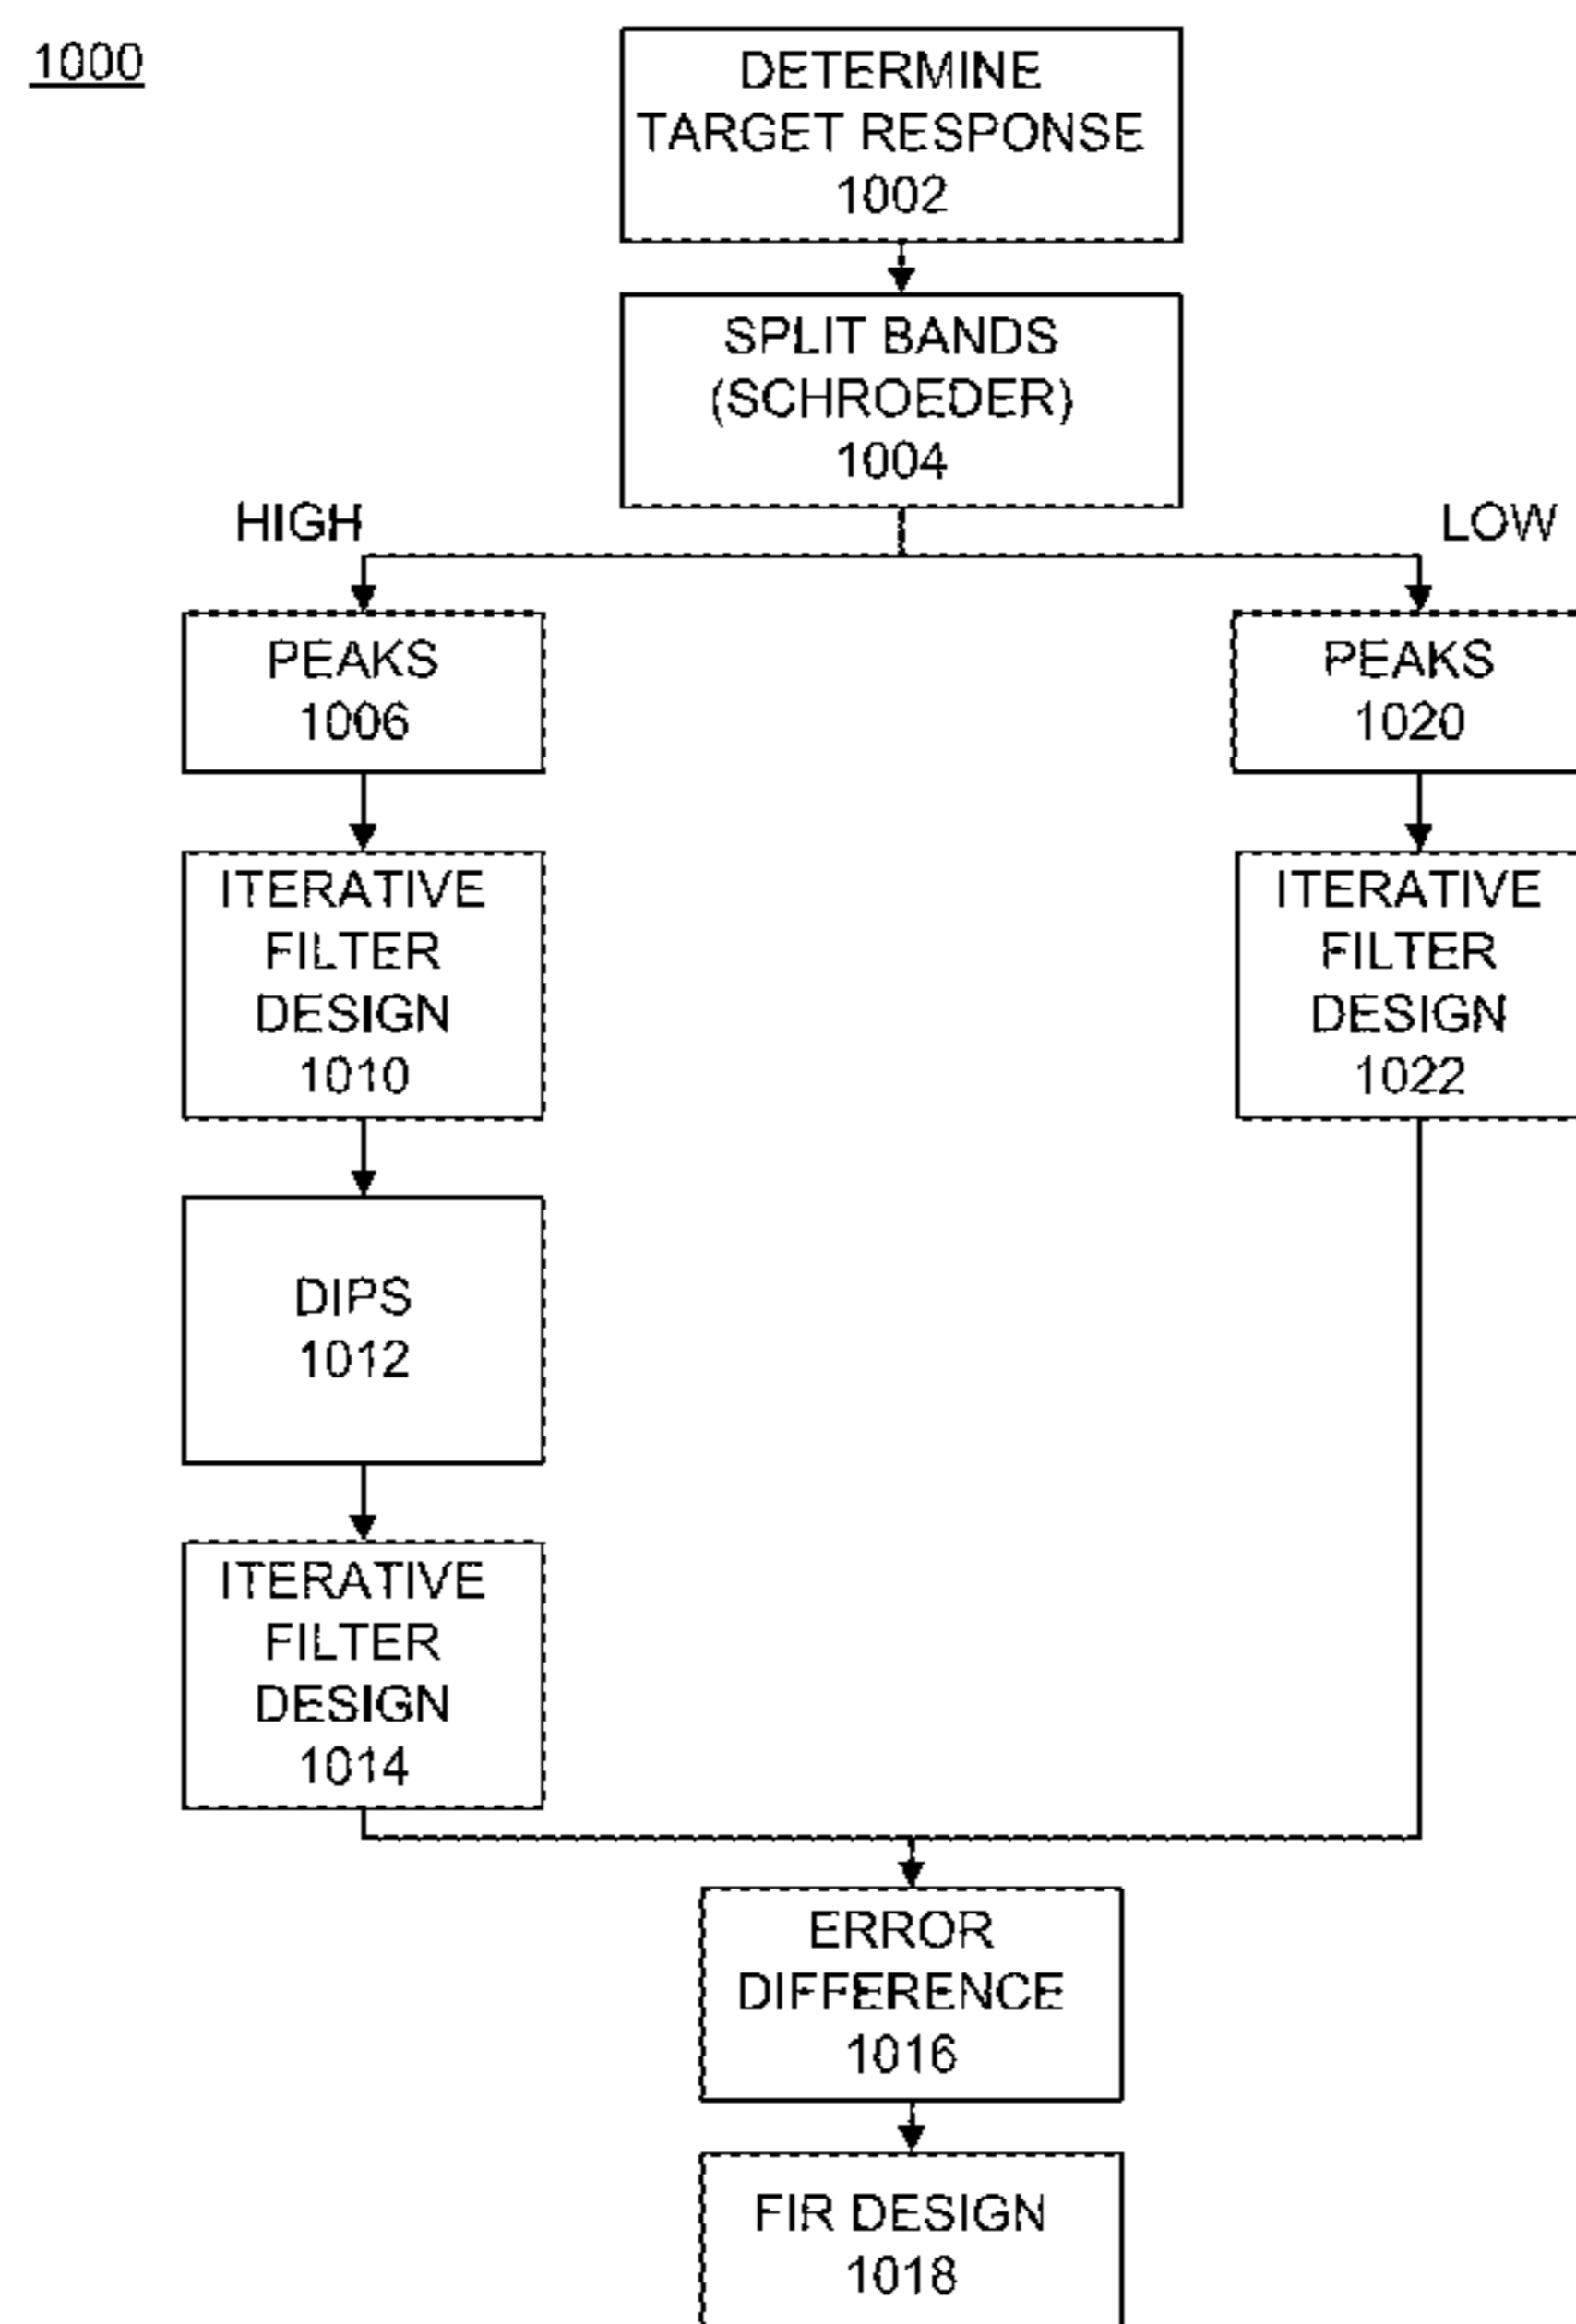 1000
DETERMINE
TARGET RESPONSE
1002
SPLIT BANDS
(SCHROEDER)
1004
HIGH
LOW
PEAKS
1006
PEAKS
1020
ITERATIVE
FILTER
DESIGN
1010
ITERATIVE
FILTER
DESIGN
1022
DIPS
1012
ITERATIVE
FILTER
DESIGN
1014
ERROR
DIFFERENCE
1016
FIR DESIGN
1018